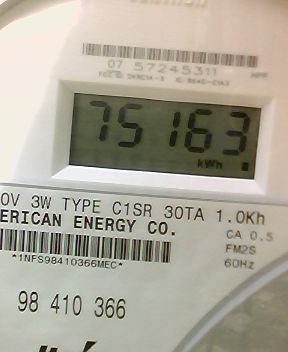 07 57245311
75163
kWh
OV 3W TYPE C1SR 30TA 1.0Kh
ERICAN ENERGY CO.
CA 0.5
FM2S
60Hz
*1NFS98410366MEC*
98 410 366